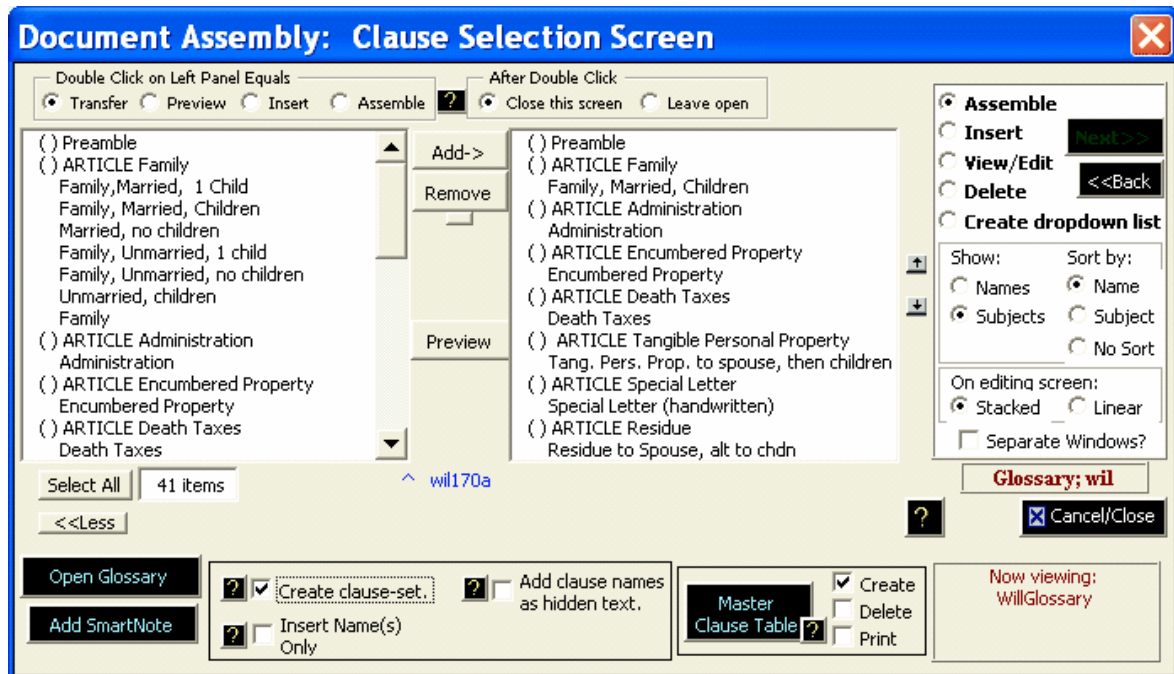 Document Assembly:  Clause Selection Screen
Double Click on Left Panel Equals
Transfer Preview Insert Assemble
?
After Double Click
Close this screen Leave open
( ) Preamble
( ) ARTICLE Family
Family,Married,  1 Child
Family, Married, Children
Married, no children
Family, Unmarried, 1 child
Family, Unmarried, no children
Unmarried, children
Family
( ) ARTICLE Administration
Administration
( ) ARTICLE Encumbered Property
Encumbered Property
( ) ARTICLE Death Taxes
Death Taxes
Add->
Remove
Preview
( ) Preamble
( ) ARTICLE Family
Family, Married, Children
( ) ARTICLE Administration
Administration
( ) ARTICLE Encumbered Property
Encumbered Property
( ) ARTICLE Death Taxes
Death Taxes
( )  ARTICLE Tangible Personal Property
Tang. Pers. Prop. to spouse, then children
( ) ARTICLE Special Letter
Special Letter (handwritten)
( ) ARTICLE Residue
Residue to Spouse, alt to chdn
Assemble
Insert
View/Edit
Delete
Create dropdown list
Next>>
<<Back
Show:
Names
Subjects
Sort by:
Name
Subject
No Sort
On editing screen:
Stacked Linear
Separate Windows?
Select All
41 items
^ wil170a
Glossary; wil
<<Less
?
Cancel/Close
Open Glossary
Add SmartNote
? Create clause-set.
? Insert Name(s)
Only
? Add clause names
as hidden text.
Master
Clause Table
?
Create
Delete
Print
Now viewing:
WillGlossary